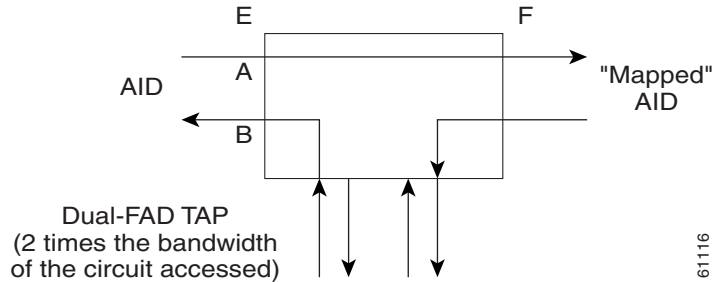 E
F
A
AID
"Mapped"
AID
B
Dual-FAD TAP
(2 times the bandwidth
of the circuit accessed)
61116